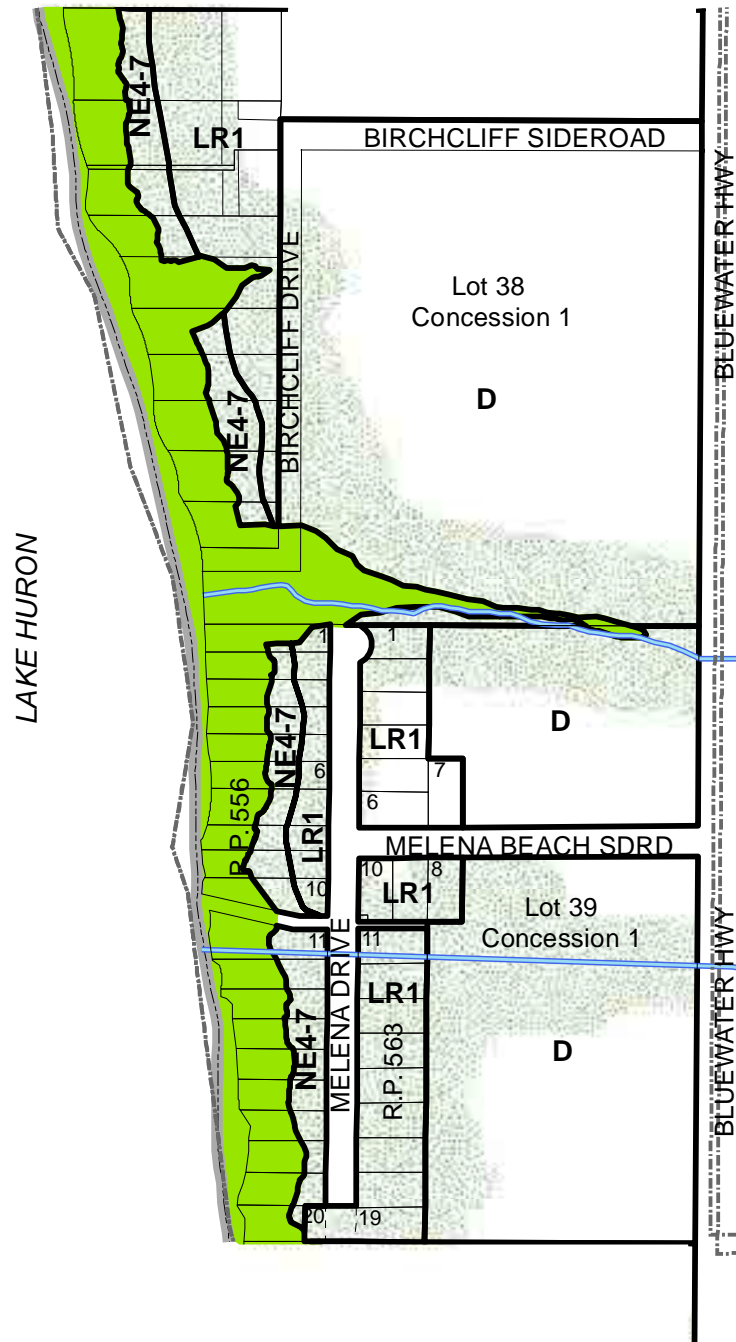 NE4-7
LR1
BIRCHCLIFF SIDEROAD
BLUEWATER HWY
BIRCHCLIFF DRIVE
Lot 38
Concession 1
D
NE4-7
LAKE HURON
1
1
NE4-7
LR1
D
6
7
6
R.P. 556
LR1
MELENA BEACH SDRD
10
10
8
LR1
Lot 39
Concession 1
11
11
MELENA DRIVE
LR1
NE4-7
R.P. 563
D
BLUEWATER HWY
20
19